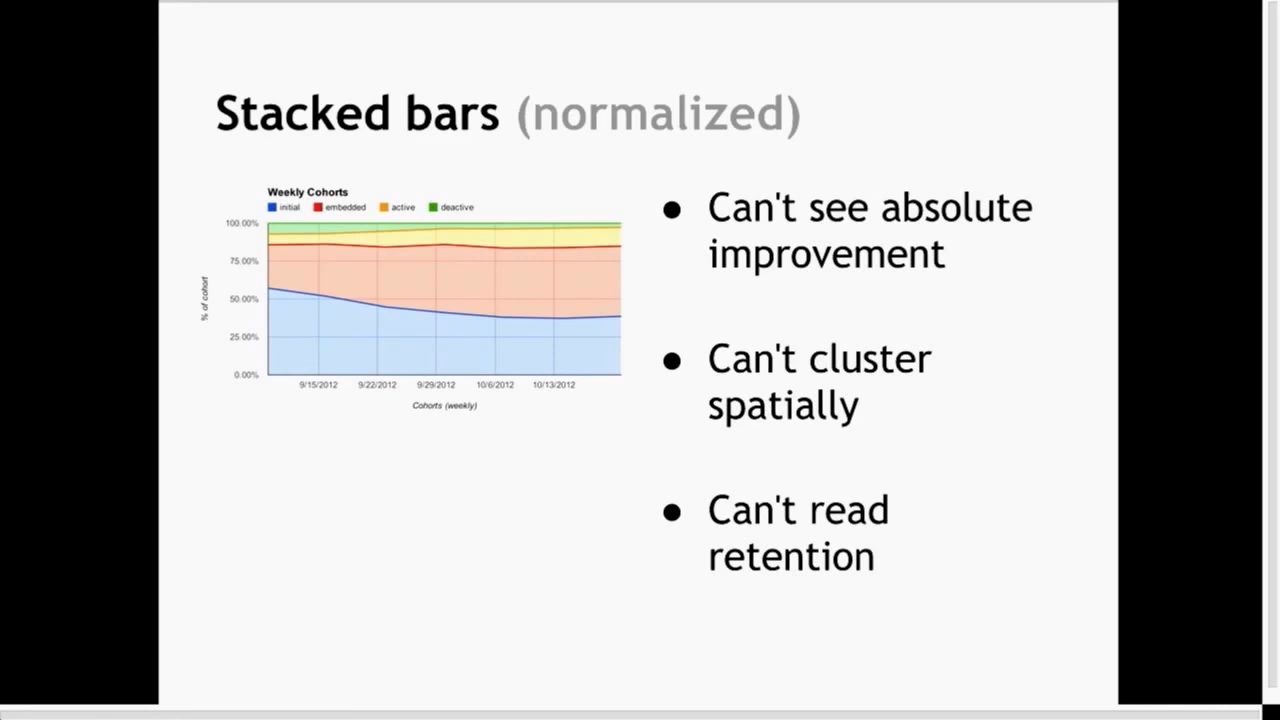 Stacked bars (normalized)
Weekly Cohorts
initial embedded active deactive
100.00%
75.00%
50.00%
25.00%
0.00%
% of cohort
9/15/2012 9/22/2012 9/29/2012 10/6/2012 10/13/2012
Cohorts (weekly)
● Can't see absolute
improvement
● Can't cluster
spatially
● Can't read
retention